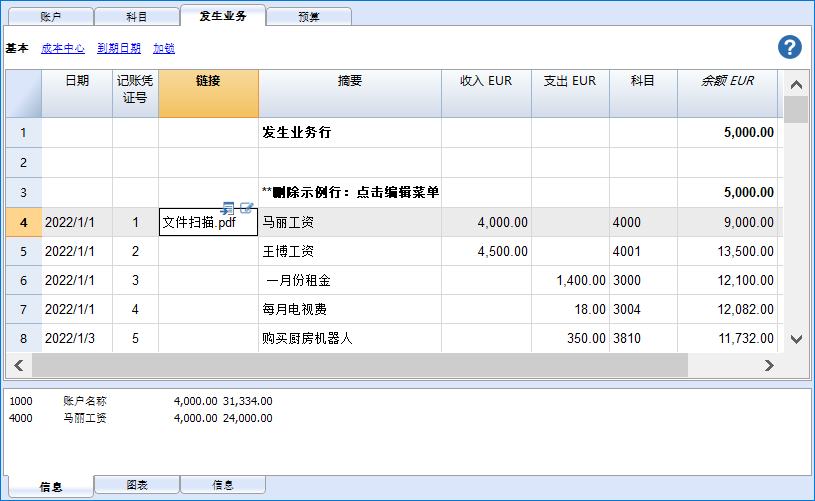 账户 科目 发生业务 预算
基本 成本中心 到期日期 加锁
日期 记账凭证号 链接 摘要 收入 EUR 支出 EUR 科目 余额 EUR
1 发生业务行 5,000.00
2
3 **删除示例行：点击编辑菜单 5,000.00
4 2022/1/1 1 文件扫描.pdf 马丽工资 4,000.00 4000 9,000.00
5 2022/1/1 2 王博工资 4,500.00 4001 13,500.00
6 2022/1/1 3 一月份租金 1,400.00 3000 12,100.00
7 2022/1/1 4 每月电视费 18.00 3004 12,082.00
8 2022/1/3 5 购买厨房机器人 350.00 3810 11,732.00
1000 账户名称 4,000.00 31,334.00
4000 马丽工资 4,000.00 24,000.00
信息 图表 信息